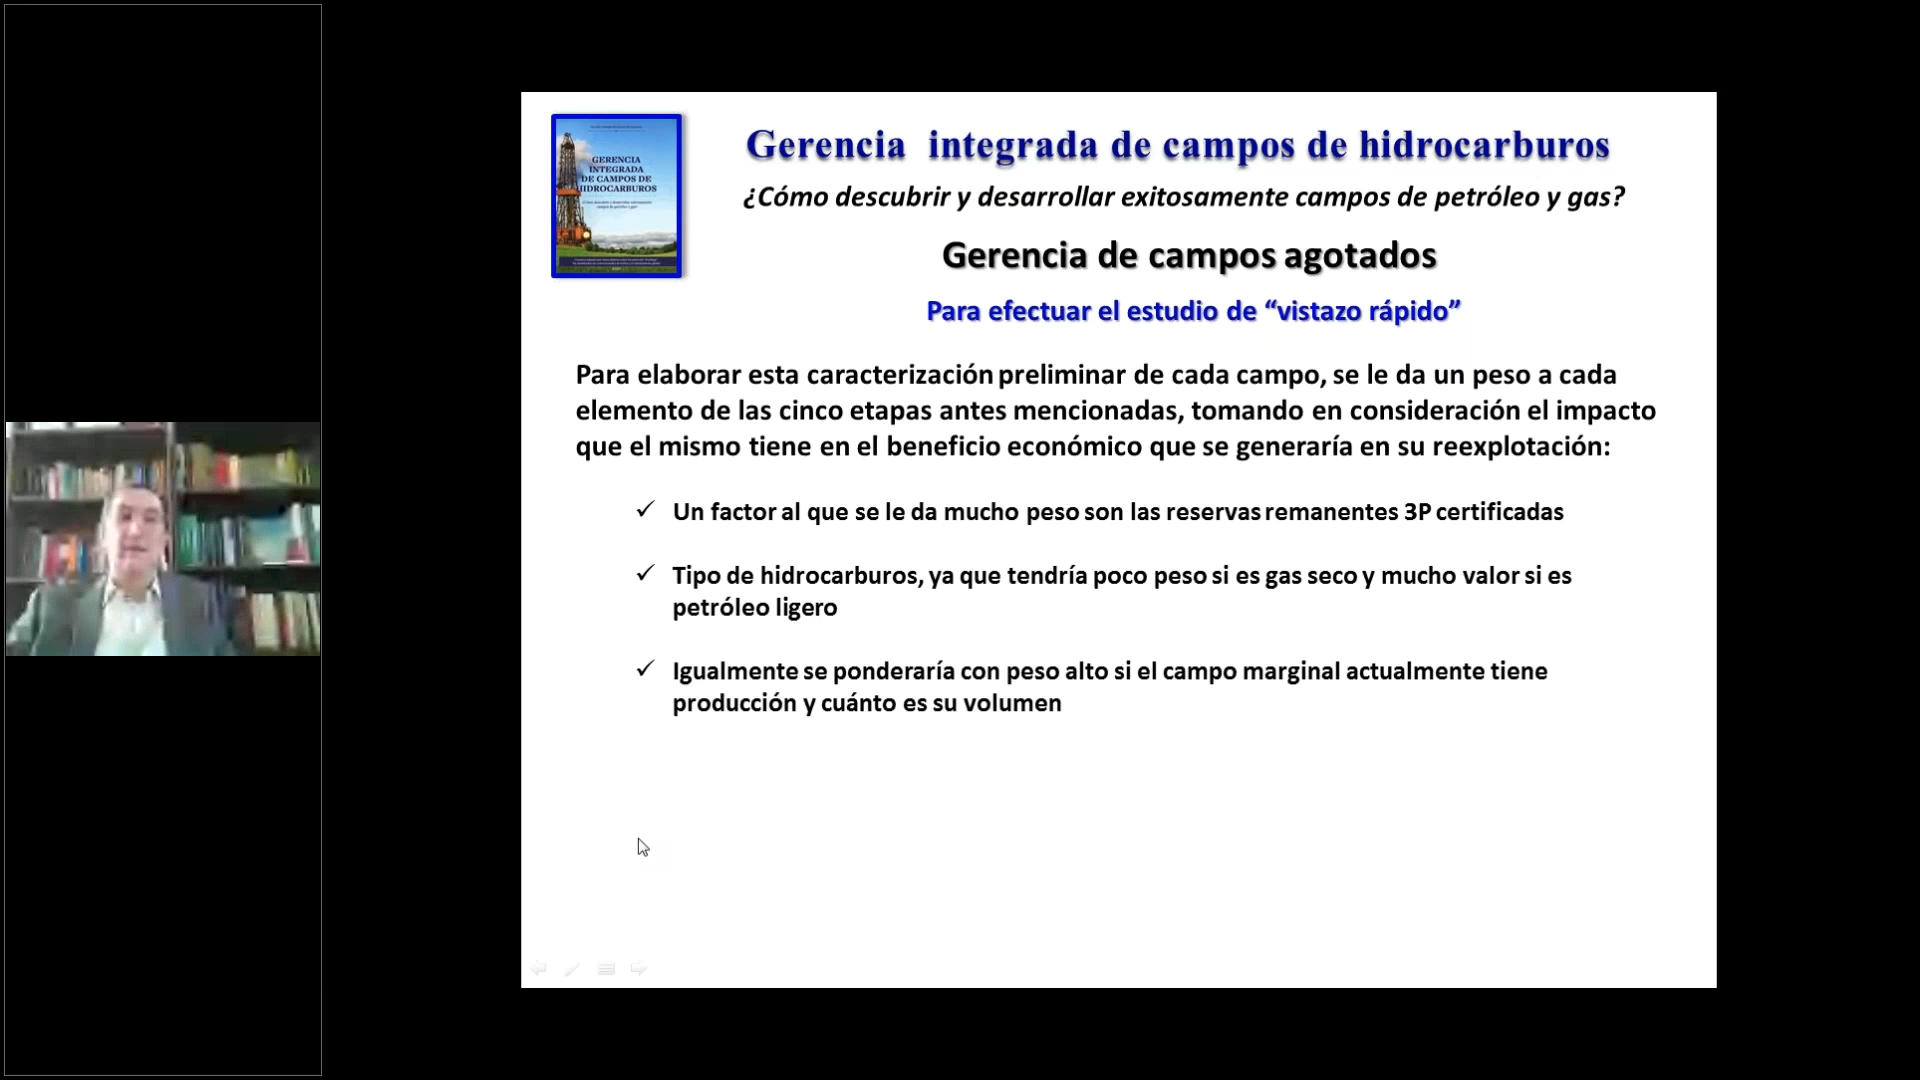 GERENCIA
INTEGRADA
DE CAMPOS DE
HIDROCARBUROS
Gerencia integrada de campos de hidrocarburos
¿Cómo descubrir y desarrollar exitosamente campos de petróleo y gas?
Gerencia de campos agotados
Para efectuar el estudio de “vistazo rápido”
Para elaborar esta caracterización preliminar de cada campo, se le da un peso a cada
elemento de las cinco etapas antes mencionadas, tomando en consideración el impacto
que el mismo tiene en el beneficio económico que se generaría en su reexplotación:
✓ Un factor al que se le da mucho peso son las reservas remanentes 3P certificadas
✓ Tipo de hidrocarburos, ya que tendría poco peso si es gas seco y mucho valor si es
petróleo ligero
✓ Igualmente se ponderaría con peso alto si el campo marginal actualmente tiene
producción y cuánto es su volumen